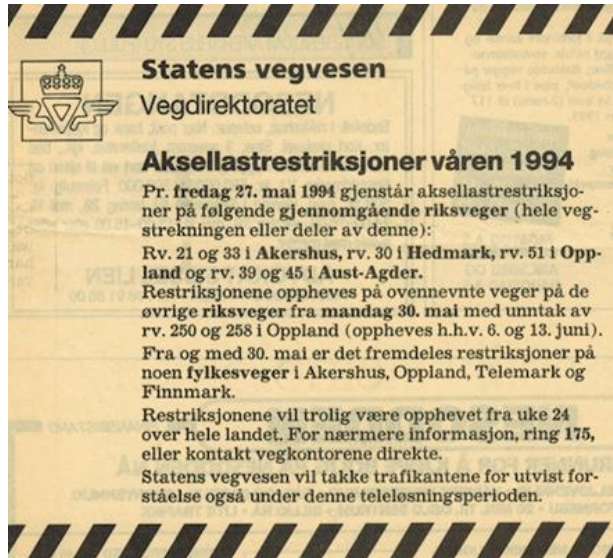 Statens vegvesen
Vegdirektoratet
Aksellastrestriksjoner våren 1994
Pr. fredag 27. mai 1994 gjenstår aksellastrestriksjo-
ner på følgende gjennomgående riksveger (hele veg-
strekningen eller deler av denne):
Rv. 21 og 33 i Akershus, rv. 30 i Hedmark, rv. 51 i Opp-
land og rv. 39 og 45 i Aust-Agder.
Restriksjonene oppheves på ovennevnte veger på de
øvrige riksveger fra mandag 30. mai med unntak av
rv. 250 og 258 i Oppland (oppheves h.h.v. 6. og 13. juni).
Fra og med 30. mai er det fremdeles restriksjoner på
noen fylkesveger i Akershus, Oppland, Telemark og
Finnmark.
Restriksjonene vil trolig være opphevet fra uke 24
over hele landet. For nærmere informasjon, ring 175,
eller kontakt vegkontorene direkte.
Statens vegvesen vil takke trafikantene for utvist for-
ståelse også under denne teleløsningsperioden.